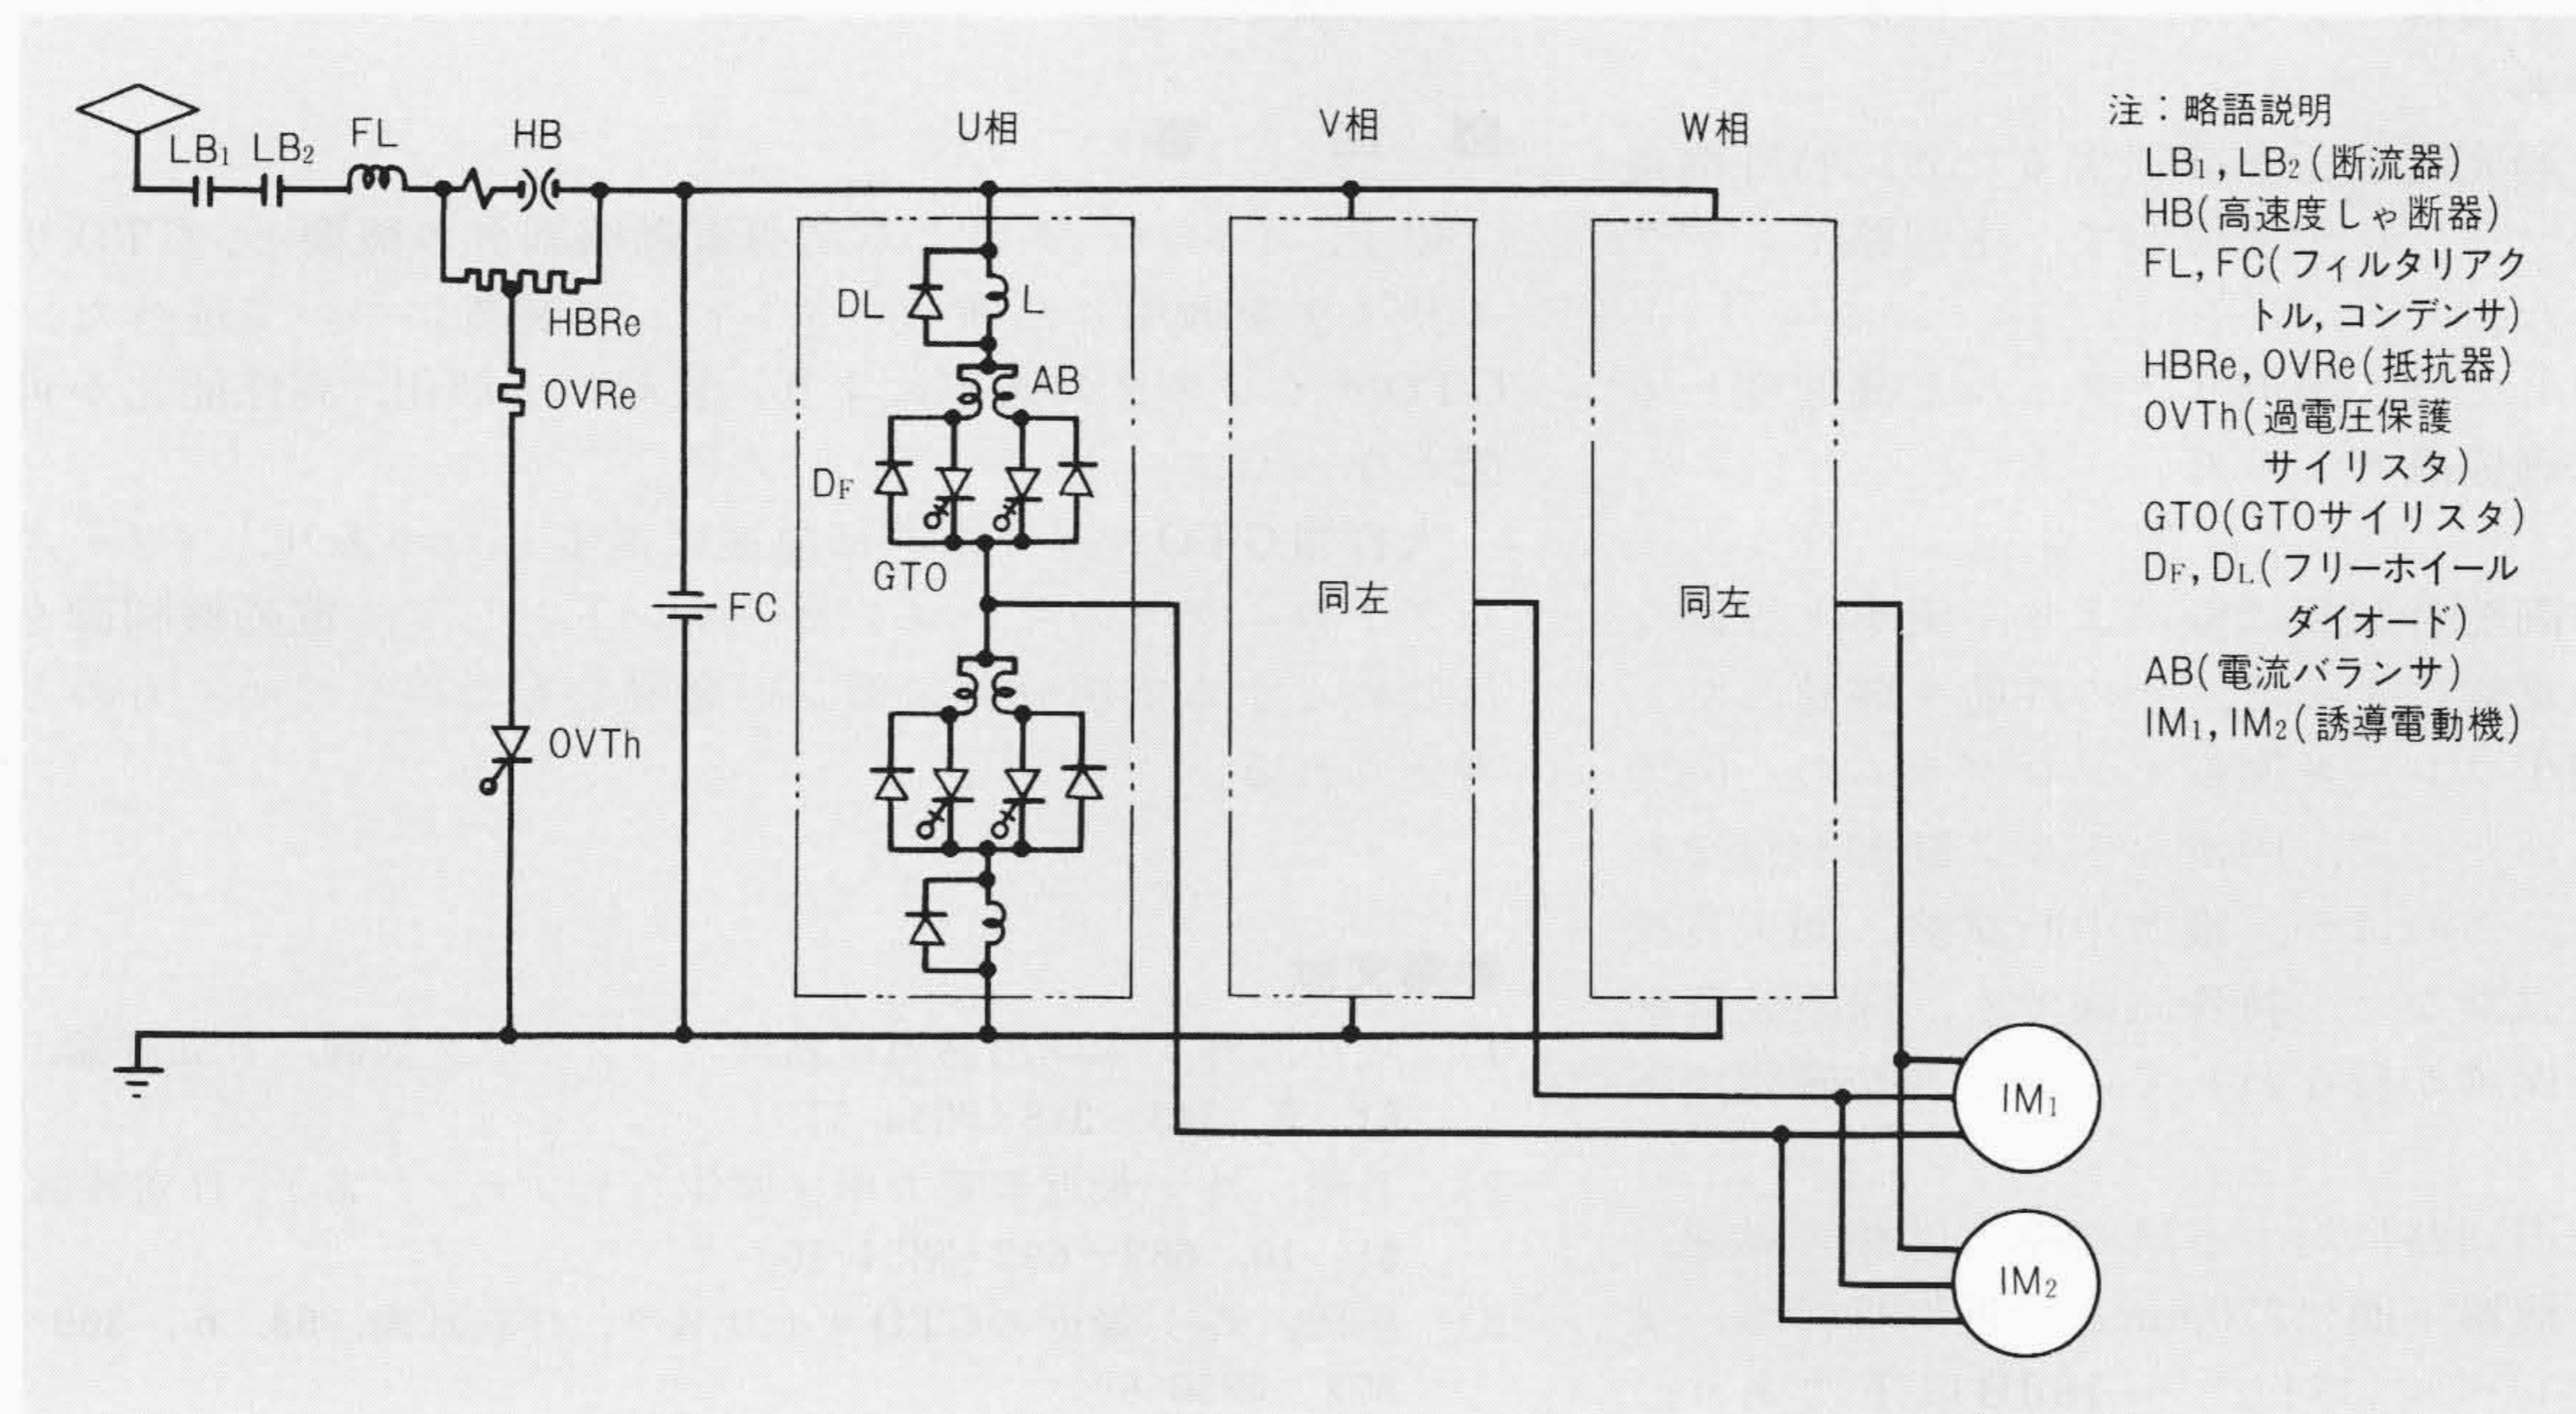 LB₁
LB₂
FL
HB
U相
V相
W相
HBRe
OVRe
OVTh
FC
DL
L
AB
DF
GTO
同左
同左
IM₁
IM₂
注：略語説明
LB₁, LB₂(断流器)
HB(高速度しゃ断器)
FL, FC(フィルタリアク
トル, コンデンサ)
HBRe, OVRe(抵抗器)
OVTh(過電圧保護
サイリスタ)
GTO(GTOサイリスタ)
DF, DL(フリーホイール
ダイオード)
AB(電流バランサ)
IM₁, IM₂(誘導電動機)